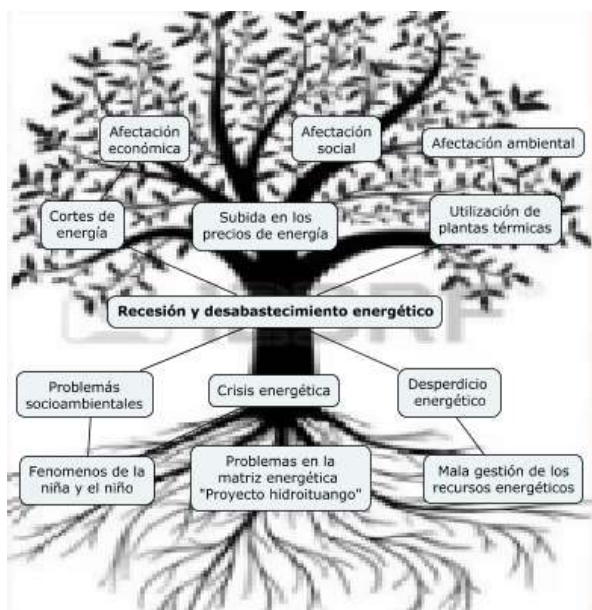 Afectación
económica
Afectación
social
Afectación ambiental
Cortes de
energía
Subida en los
precios de energía
Utilización de
plantas térmicas
Recesión y desabastecimiento energético
Problemás
socioambientales
Crisis energética
Desperdicio
energético
Fenomenos de la
niña y el niño
Problemas en la
matriz energética
"Proyecto hidroituango"
Mala gestión de los
recursos energéticos